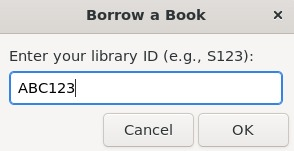 Borrow a Book ×
Enter your library ID (e.g., S123):
ABC123
Cancel OK